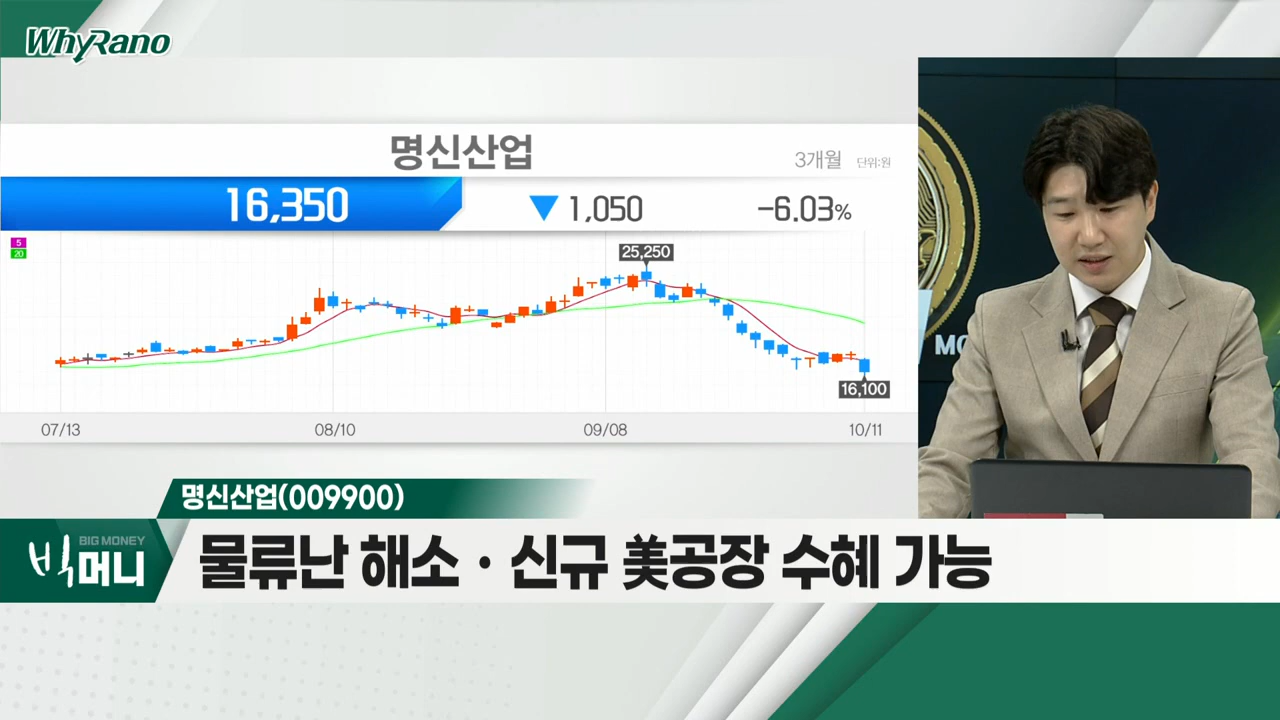 WhyRano
명신산업
3개월 단위:원
16,350 ▼ 1,050 -6.03%
5
20
25,250
16,100
07/13 08/10 09/08 10/11
명신산업(009900)
BIG MONEY
빅머니
물류난 해소·신규 美공장 수혜 가능